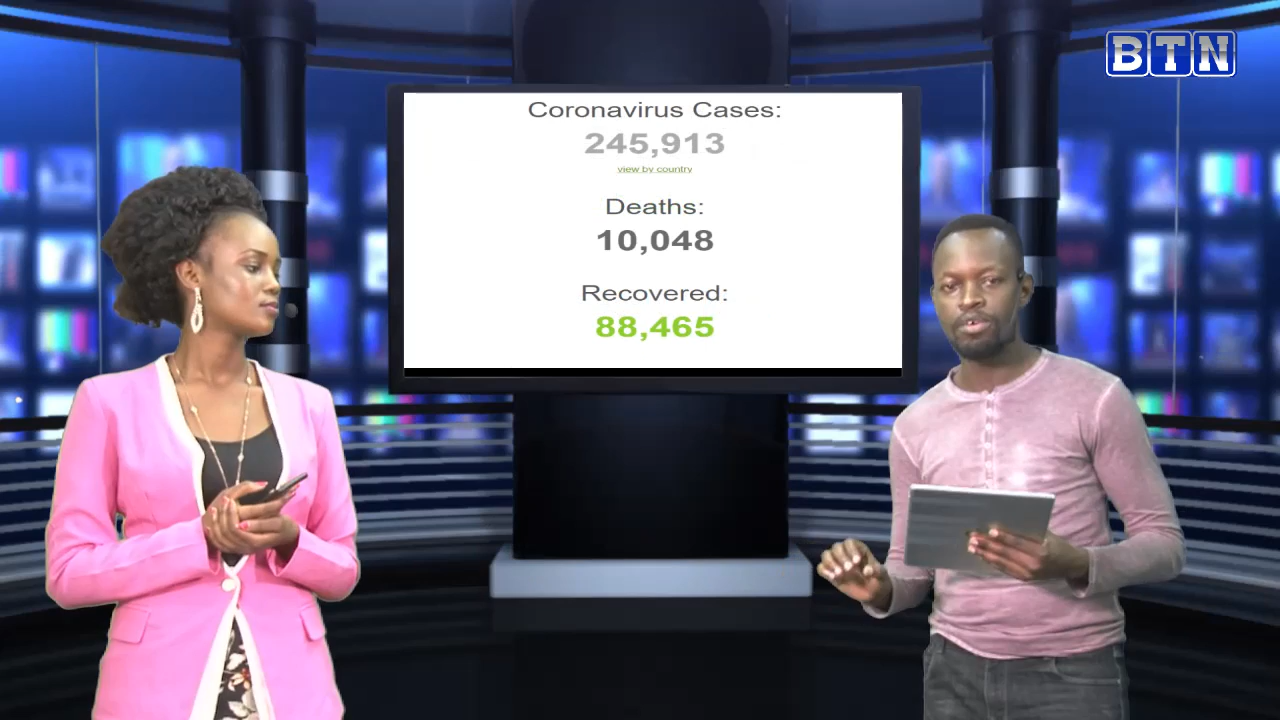 BTN
Coronavirus Cases:
245,913
view by country
Deaths:
10,048
Recovered:
88,465